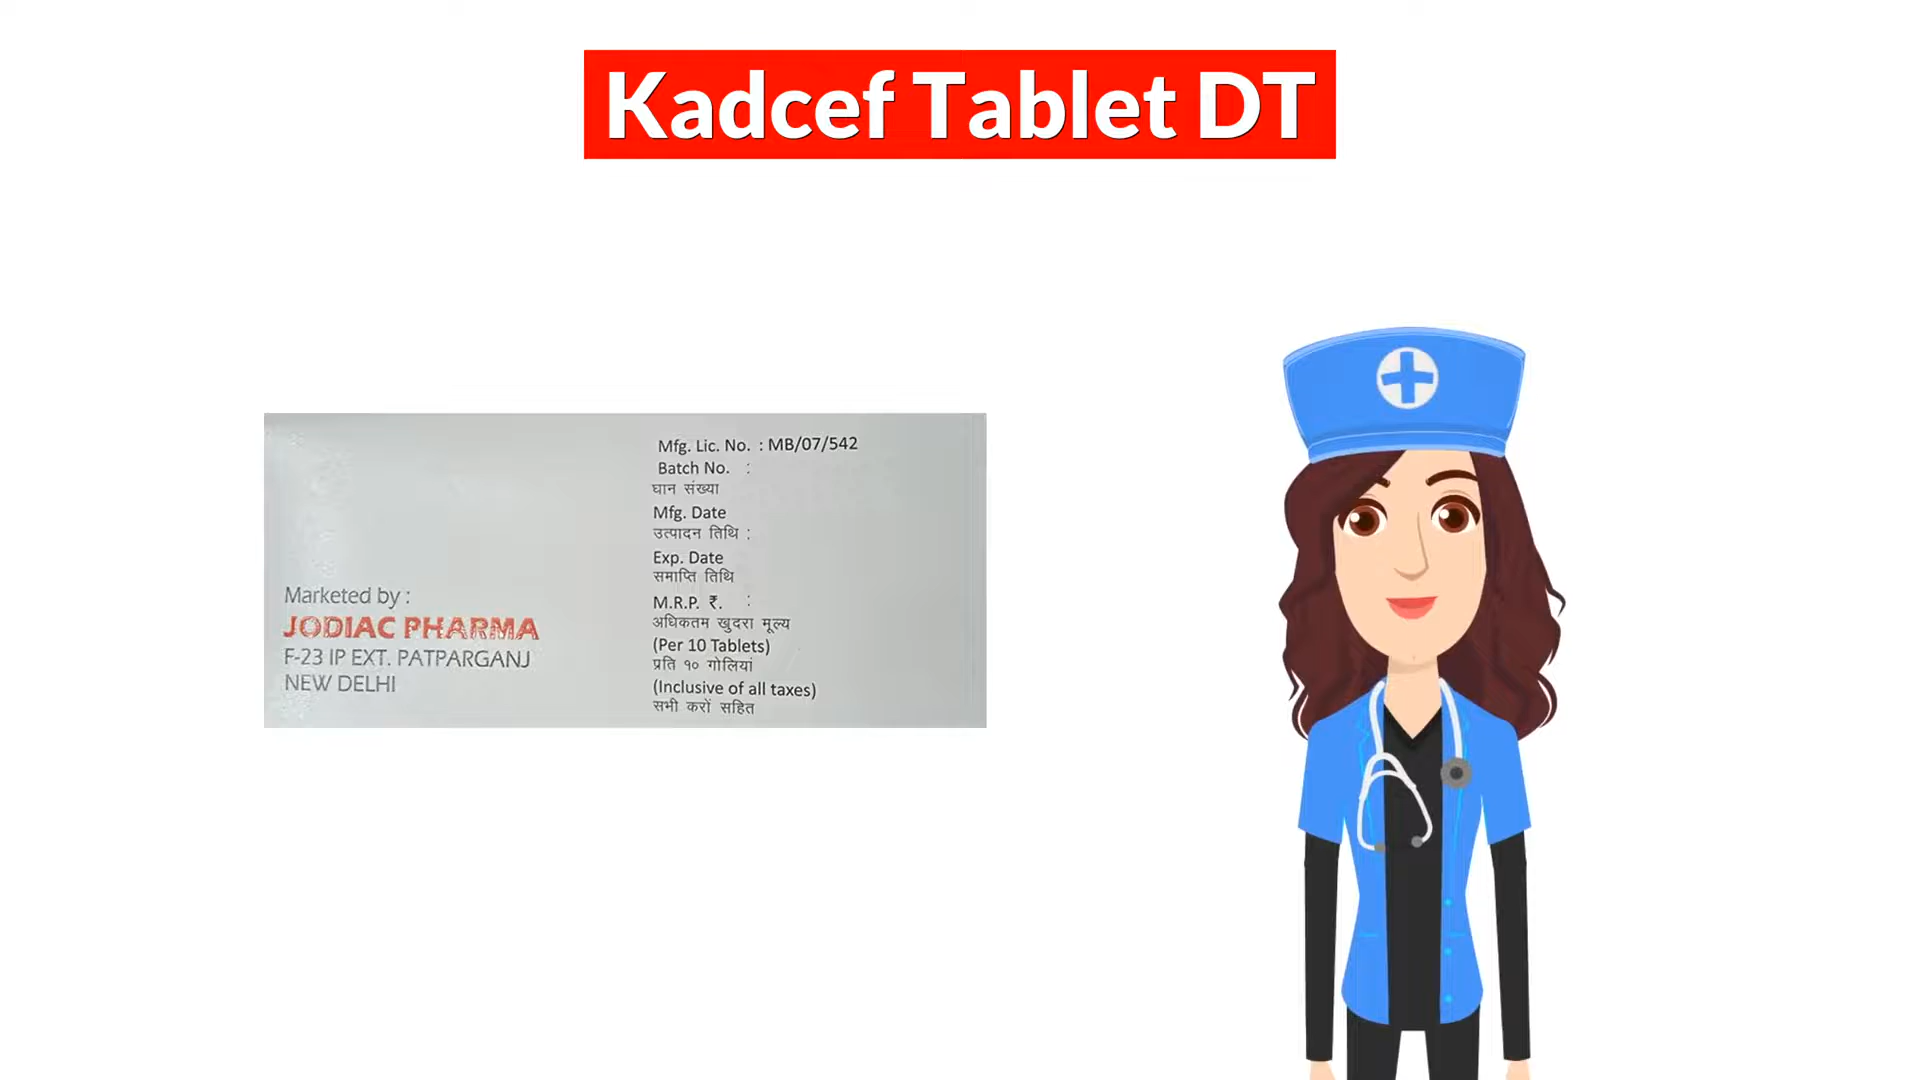 Kadcef Tablet DT
Marketed by :
JODIAC PHARMA
F-23 IP EXT. PATPARGANJ
NEW DELHI
Mfg. Lic. No. : MB/07/542
Batch No. :
घान संख्या
Mfg. Date
उत्पादन तिथि :
Exp. Date
समाप्ति तिथि
M.R.P. ₹. :
अधिकतम खुदरा मूल्य
(Per 10 Tablets)
प्रति १० गोलियां
(Inclusive of all taxes)
सभी करों सहित